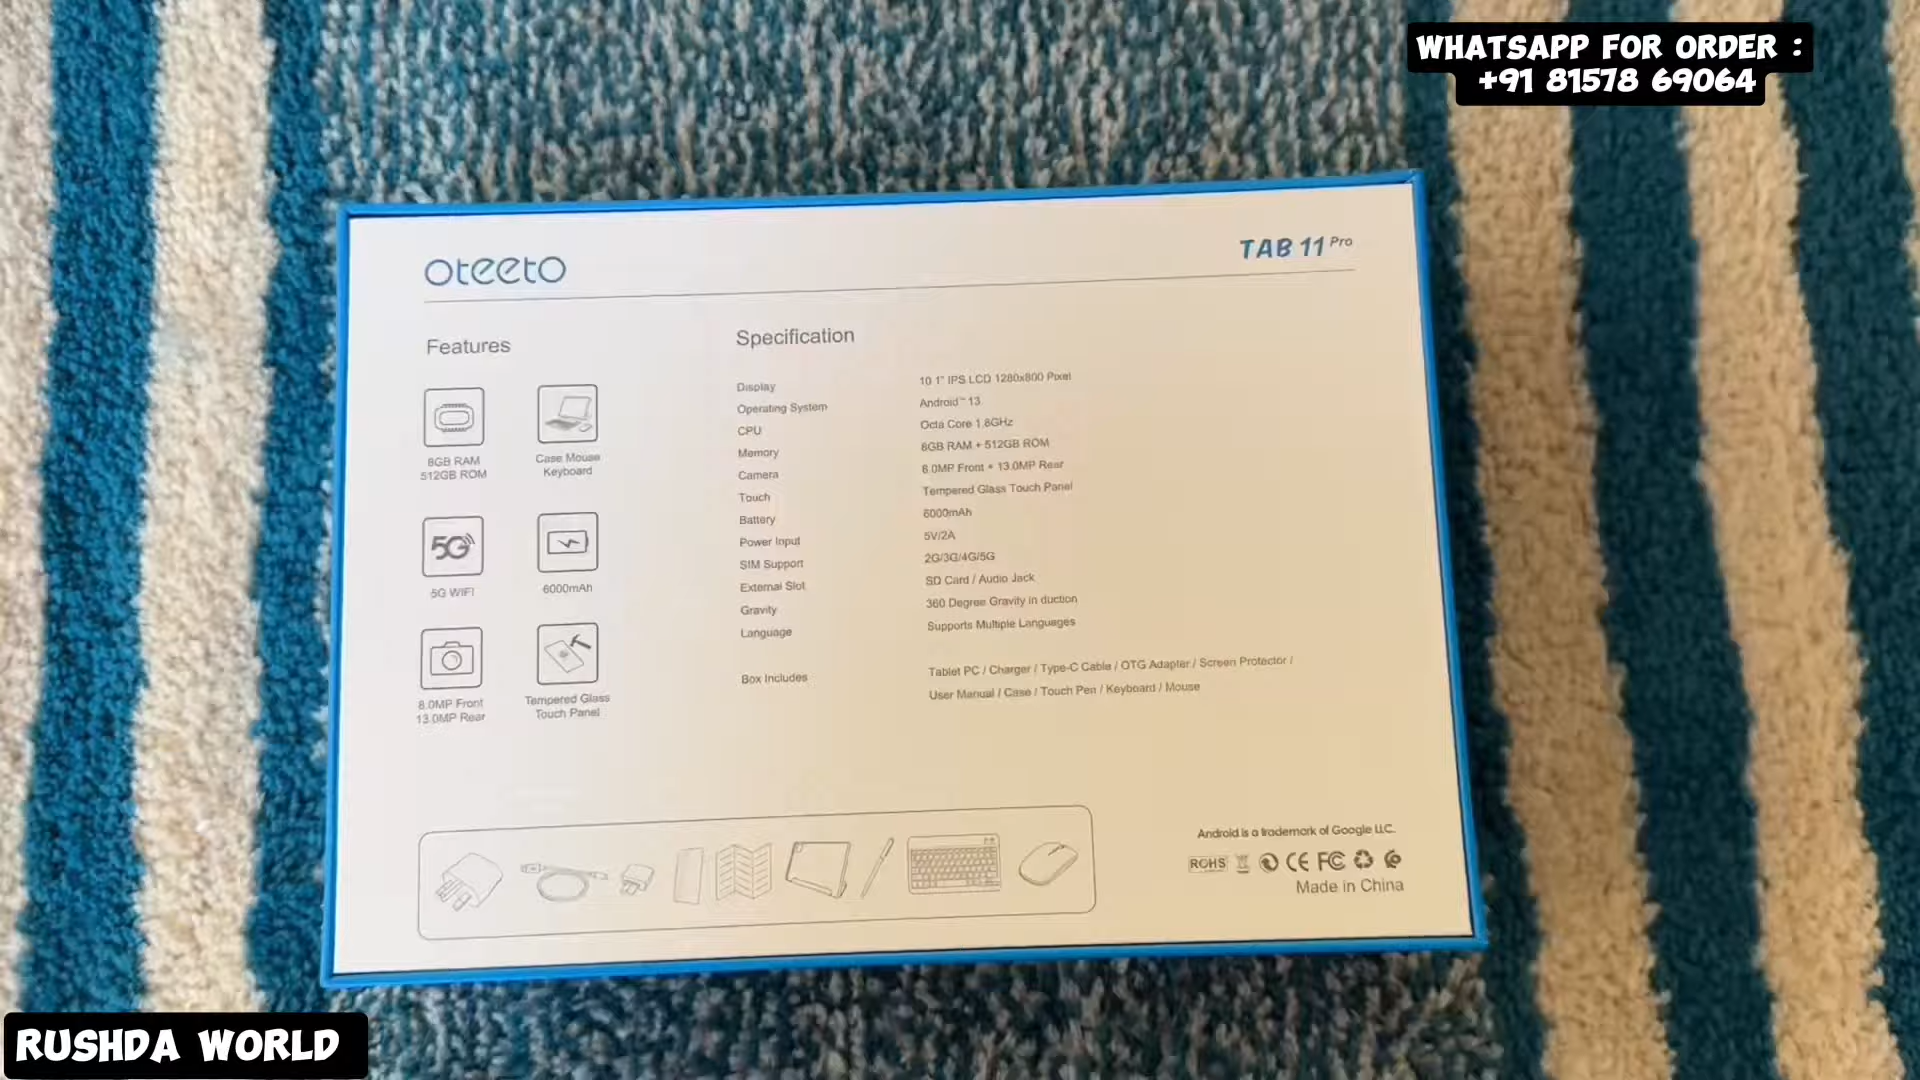 WHATSAPP FOR ORDER :
+91 81578 69064
oteeto
TAB 11 Pro
Features
8GB RAM
512GB ROM
Case Mouse
Keyboard
5G
5G WIFI
6000mAh
8.0MP Front
13.0MP Rear
Tempered Glass
Touch Panel
Specification
Display 10.1" IPS LCD 1280x800 Pixel
Operating System Android™ 13
CPU Octa Core 1.8GHz
Memory 8GB RAM + 512GB ROM
Camera 8.0MP Front + 13.0MP Rear
Touch Tempered Glass Touch Panel
Battery 6000mAh
Power Input 5V/2A
SIM Support 2G/3G/4G/5G
External Slot SD Card / Audio Jack
Gravity 360 Degree Gravity in duction
Language Supports Multiple Languages
Box Includes Tablet PC / Charger / Type-C Cable / OTG Adapter / Screen Protector /
User Manual / Case / Touch Pen / Keyboard / Mouse
Android is a trademark of Google LLC.
ROHS CE FC
Made in China
RUSHDA WORLD